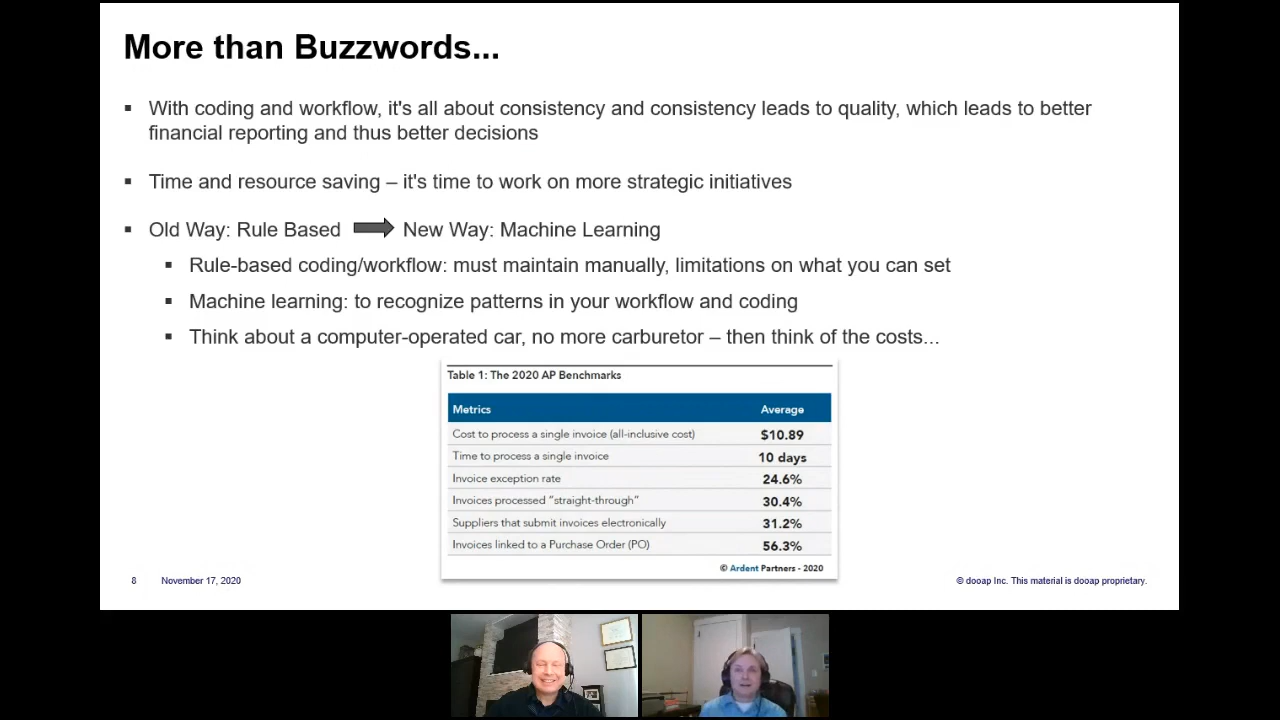 More than Buzzwords...
▪ With coding and workflow, it's all about consistency and consistency leads to quality, which leads to better
financial reporting and thus better decisions
▪ Time and resource saving – it's time to work on more strategic initiatives
▪ Old Way: Rule Based New Way: Machine Learning
▪ Rule-based coding/workflow: must maintain manually, limitations on what you can set
▪ Machine learning: to recognize patterns in your workflow and coding
▪ Think about a computer-operated car, no more carburetor – then think of the costs...
Table 1: The 2020 AP Benchmarks
Metrics Average
Cost to process a single invoice (all-inclusive cost) $10.89
Time to process a single invoice 10 days
Invoice exception rate 24.6%
Invoices processed “straight-through” 30.4%
Suppliers that submit invoices electronically 31.2%
Invoices linked to a Purchase Order (PO) 56.3%
© Ardent Partners - 2020
8 November 17, 2020 © dooap Inc. This material is dooap proprietary.